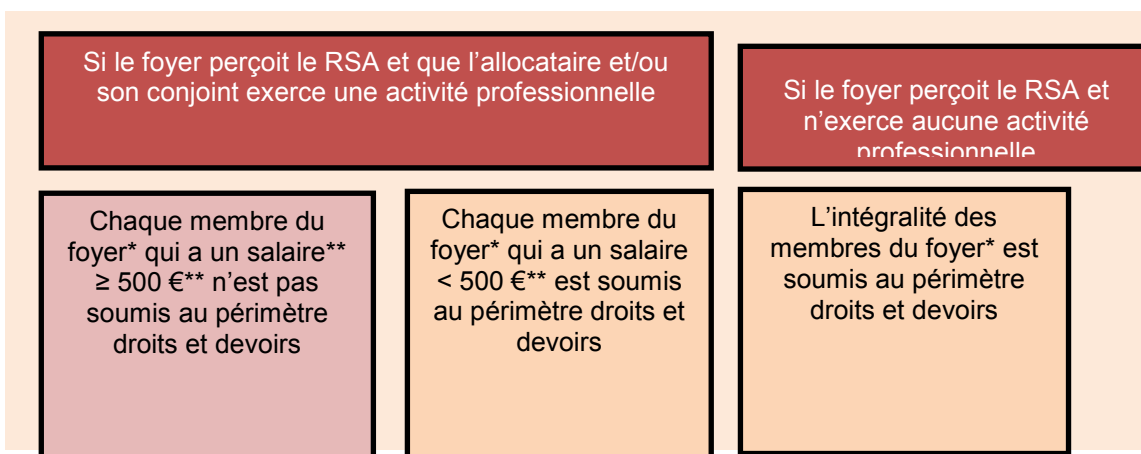 Si le foyer perçoit le RSA et que l’allocataire et/ou
son conjoint exerce une activité professionnelle
Si le foyer perçoit le RSA et
n’exerce aucune activité
professionnelle
Chaque membre du
foyer* qui a un salaire**
≥ 500 €** n’est pas
soumis au périmètre
droits et devoirs
Chaque membre du
foyer* qui a un salaire
< 500 €** est soumis
au périmètre droits et
devoirs
L’intégralité des
membres du foyer* est
soumis au périmètre
droits et devoirs